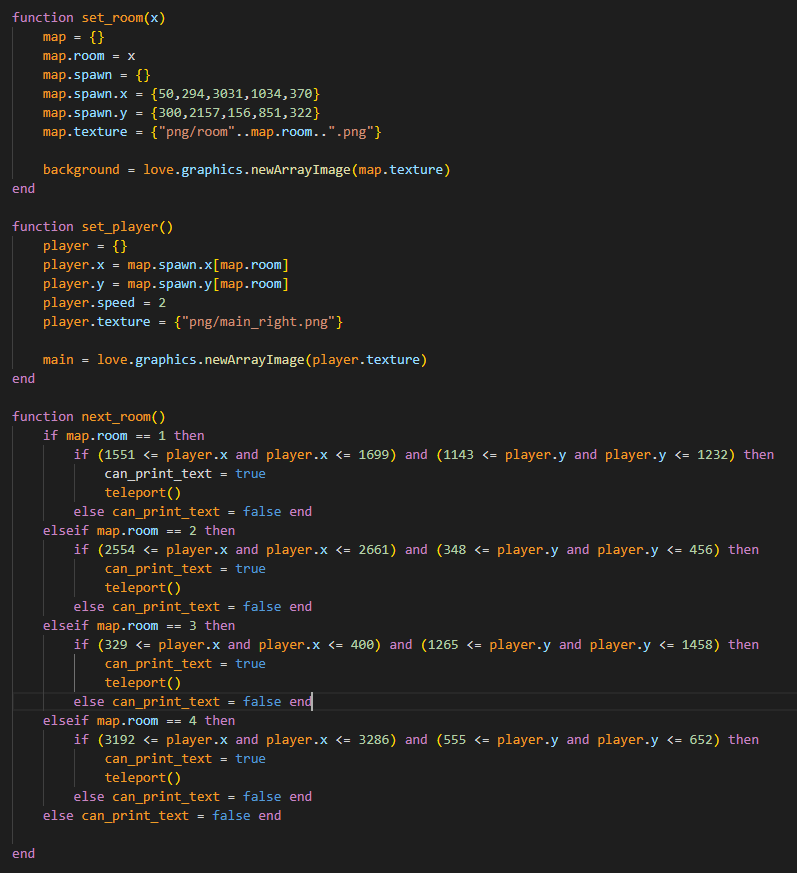 function set_room(x)
    map = {}
    map.room = x
    map.spawn = {}
    map.spawn.x = {50,294,3031,1034,370}
    map.spawn.y = {300,2157,156,851,322}
    map.texture = {"png/room"..map.room..".png"}

    background = love.graphics.newArrayImage(map.texture)
end

function set_player()
    player = {}
    player.x = map.spawn.x[map.room]
    player.y = map.spawn.y[map.room]
    player.speed = 2
    player.texture = {"png/main_right.png"}

    main = love.graphics.newArrayImage(player.texture)
end

function next_room()
    if map.room == 1 then
        if (1551 <= player.x and player.x <= 1699) and (1143 <= player.y and player.y <= 1232) then
            can_print_text = true
            teleport()
        else can_print_text = false end
    elseif map.room == 2 then
        if (2554 <= player.x and player.x <= 2661) and (348 <= player.y and player.y <= 456) then
            can_print_text = true
            teleport()
        else can_print_text = false end
    elseif map.room == 3 then
        if (329 <= player.x and player.x <= 400) and (1265 <= player.y and player.y <= 1458) then
            can_print_text = true
            teleport()
        else can_print_text = false end
    elseif map.room == 4 then
        if (3192 <= player.x and player.x <= 3286) and (555 <= player.y and player.y <= 652) then
            can_print_text = true
            teleport()
        else can_print_text = false end
    else can_print_text = false end

end